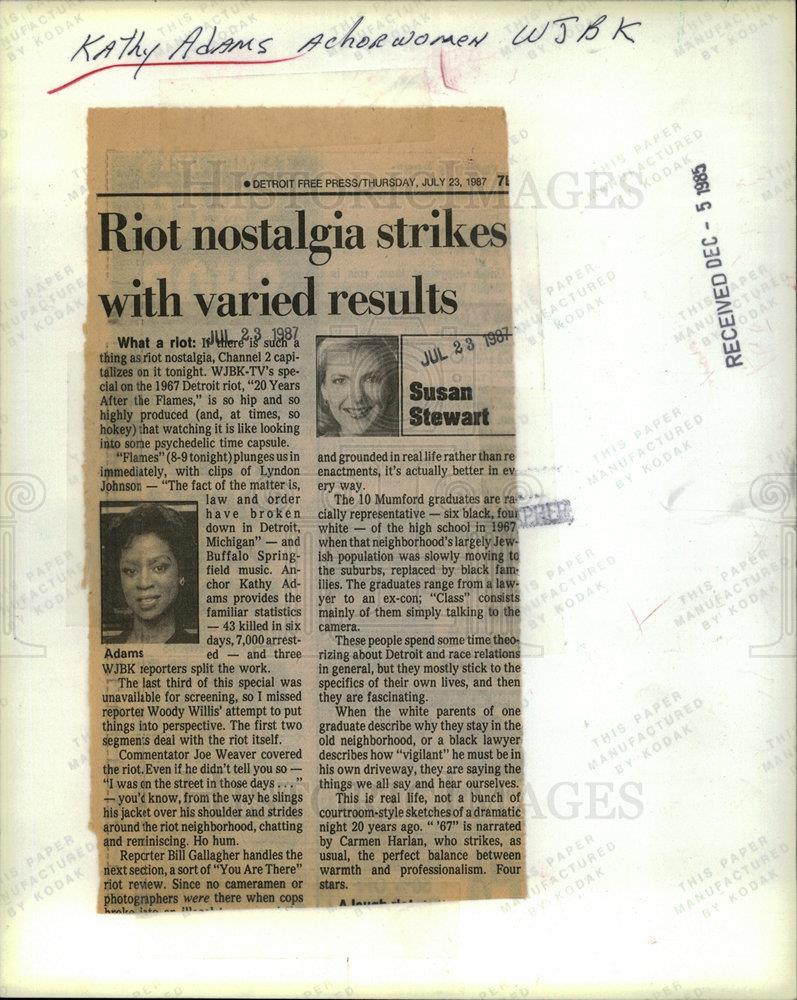 Kathy Adams Achorwomen WJBK
RECEIVED DEC - 5 1985
HISTORIC IMAGES
• DETROIT FREE PRESS/THURSDAY, JULY 23, 1987
Riot nostalgia strikes
with varied results
JUL 23 1987
What a riot: If there is such a
thing as riot nostalgia, Channel 2 capi-
talizes on it tonight. WJBK-TV's spe-
cial on the 1967 Detroit riot, "20 Years
After the Flames," is so hip and so
highly produced (and, at times, so
hokey) that watching it is like looking
into some psychedelic time capsule.
"Flames" (8-9 tonight) plunges us in
immediately, with clips of Lyndon
Johnson — "The fact of the matter is,
law and order
have broken
down in Detroit,
Michigan" — and
Buffalo Spring-
field music. An-
chor Kathy Ad-
ams provides the
familiar statistics
— 43 killed in six
days, 7,000 arrest-
ed — and three
Adams
WJBK reporters split the work.
The last third of this special was
unavailable for screening, so I missed
reporter Woody Willis' attempt to put
things into perspective. The first two
segments deal with the riot itself.
Commentator Joe Weaver covered
the riot. Even if he didn't tell you so —
"I was on the street in those days . . ."
— you'd know, from the way he slings
his jacket over his shoulder and strides
around the riot neighborhood, chatting
and reminiscing. Ho hum.
Reporter Bill Gallagher handles the
next section, a sort of "You Are There"
riot review. Since no cameramen or
photographers were there when cops
JUL 23 1987
Susan
Stewart
and grounded in real life rather than re
enactments, it's actually better in ev
ery way.
The 10 Mumford graduates are ra-
cially representative — six black, four
white — of the high school in 1967,
when that neighborhood's largely Jew-
ish population was slowly moving to
the suburbs, replaced by black fam-
ilies. The graduates range from a law-
yer to an ex-con; "Class" consists
mainly of them simply talking to the
camera.
These people spend some time theo-
rizing about Detroit and race relations
in general, but they mostly stick to the
specifics of their own lives, and then
they are fascinating.
When the white parents of one
graduate describe why they stay in the
old neighborhood, or a black lawyer
describes how "vigilant" he must be in
his own driveway, they are saying the
things we all say and hear ourselves.
This is real life, not a bunch of
courtroom-style sketches of a dramatic
night 20 years ago. " '67" is narrated
by Carmen Harlan, who strikes, as
usual, the perfect balance between
warmth and professionalism. Four
stars.
THIS PAPER
MANUFACTURED
BY KODAK